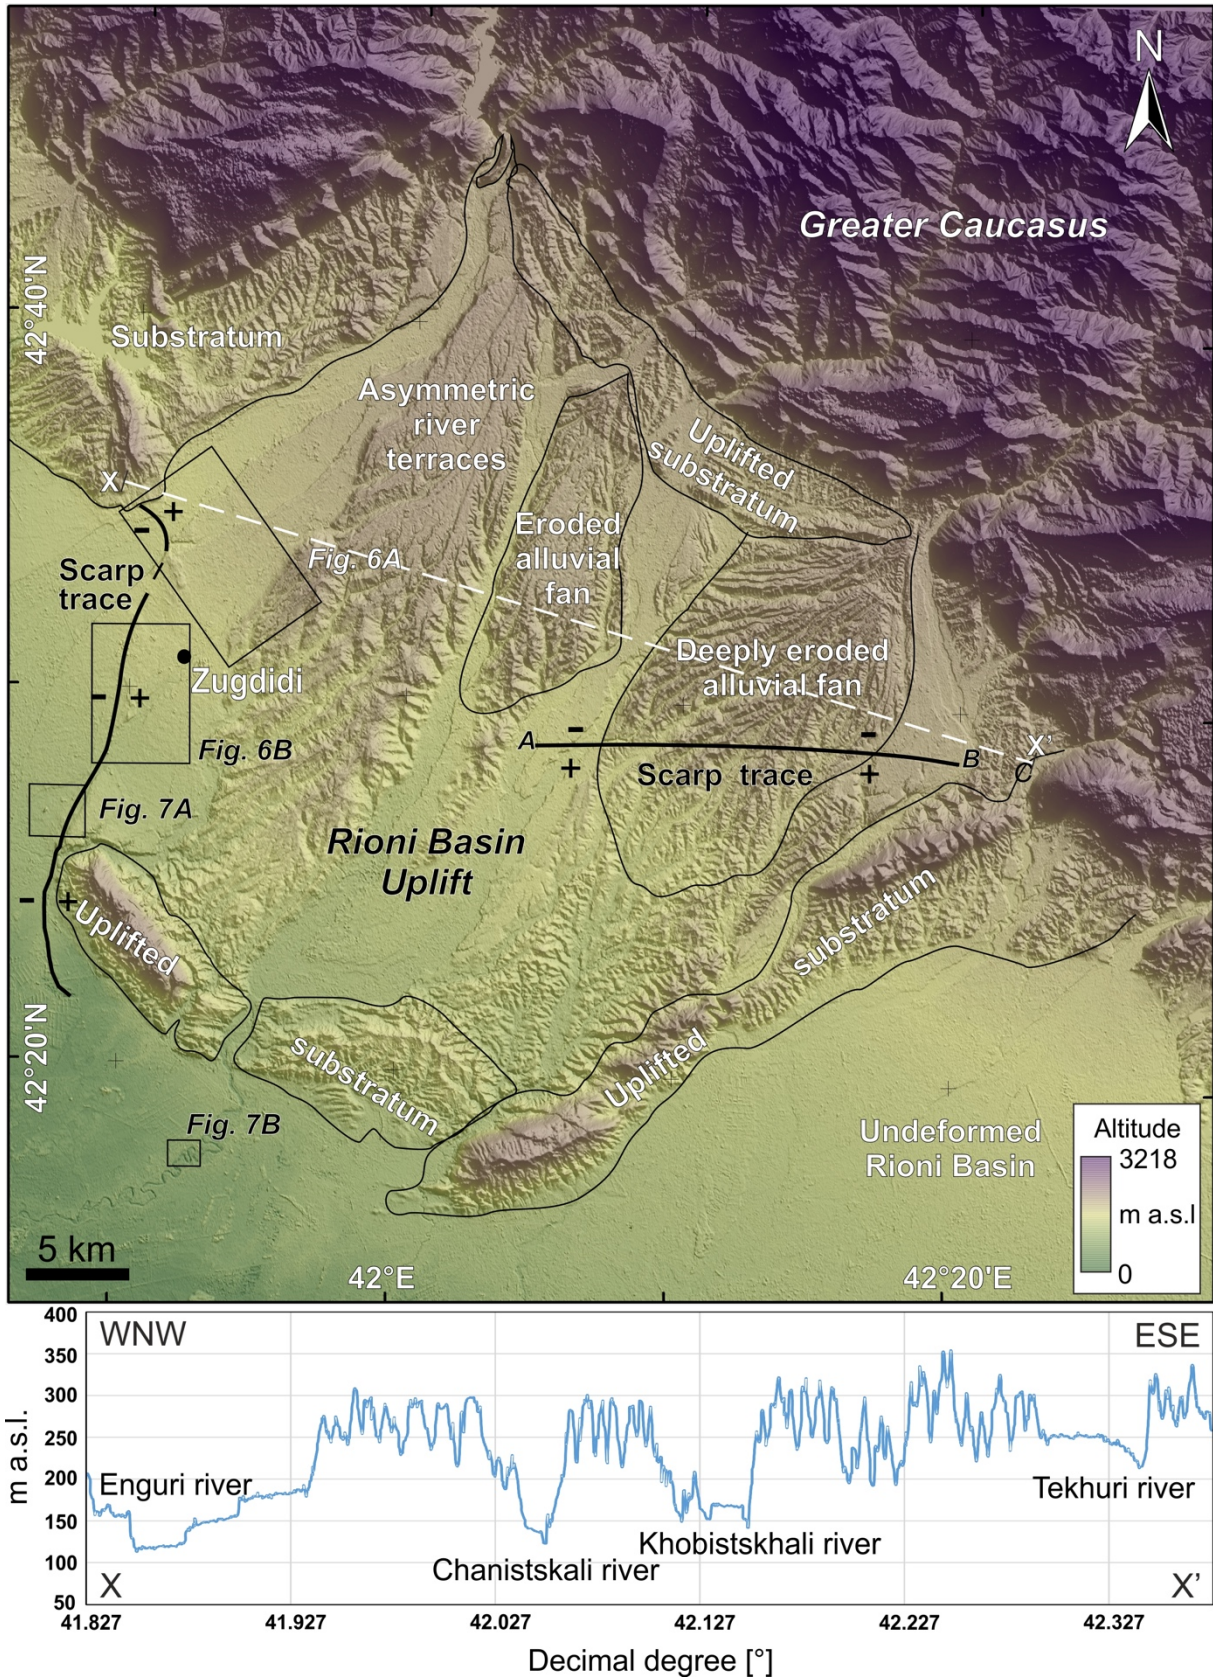 N
Greater Caucasus
42°40'N
Substratum
Asymmetric
river
terraces
Uplifted
substratum
X
+
-
Eroded
alluvial
fan
Fig. 6A
Scarp
trace
Deeply eroded
alluvial fan
Zugdidi
-
+
Fig. 6B
A
-
+
Scarp trace
-
+
B
X'
C
Fig. 7A
Rioni Basin
Uplift
-
+
Uplifted
substratum
42°20'N
substratum
Uplifted
Fig. 7B
Undeformed
Rioni Basin
Altitude
3218
m a.s.l
0
5 km
42°E
42°20'E
400
350
300
250
200
150
100
50
m a.s.l.
WNW
ESE
Enguri river
Tekhuri river
Khobistskhali river
Chanistskali river
X
X'
41.827
41.927
42.027
42.127
42.227
42.327
Decimal degree [°]